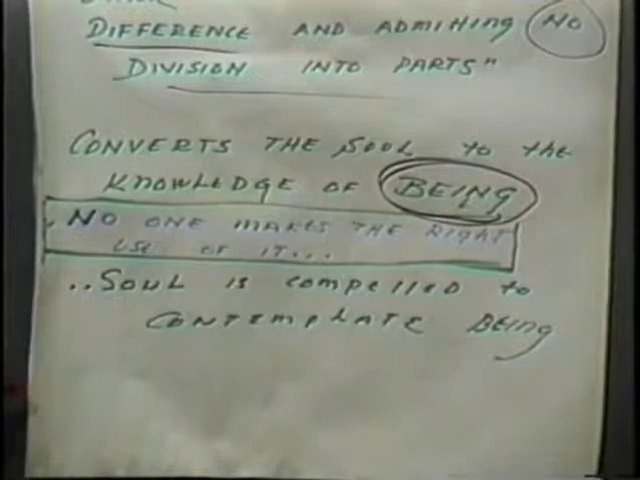 DIFFERENCE AND ADMITTING NO
DIVISION INTO PARTS"
CONVERTS THE SOUL to the
KNOWLEDGE OF BEING
NO ONE MAKES THE RIGHT
USE OF IT...
..SOUL IS COMPELLED to
CONTEMPLATE BEING